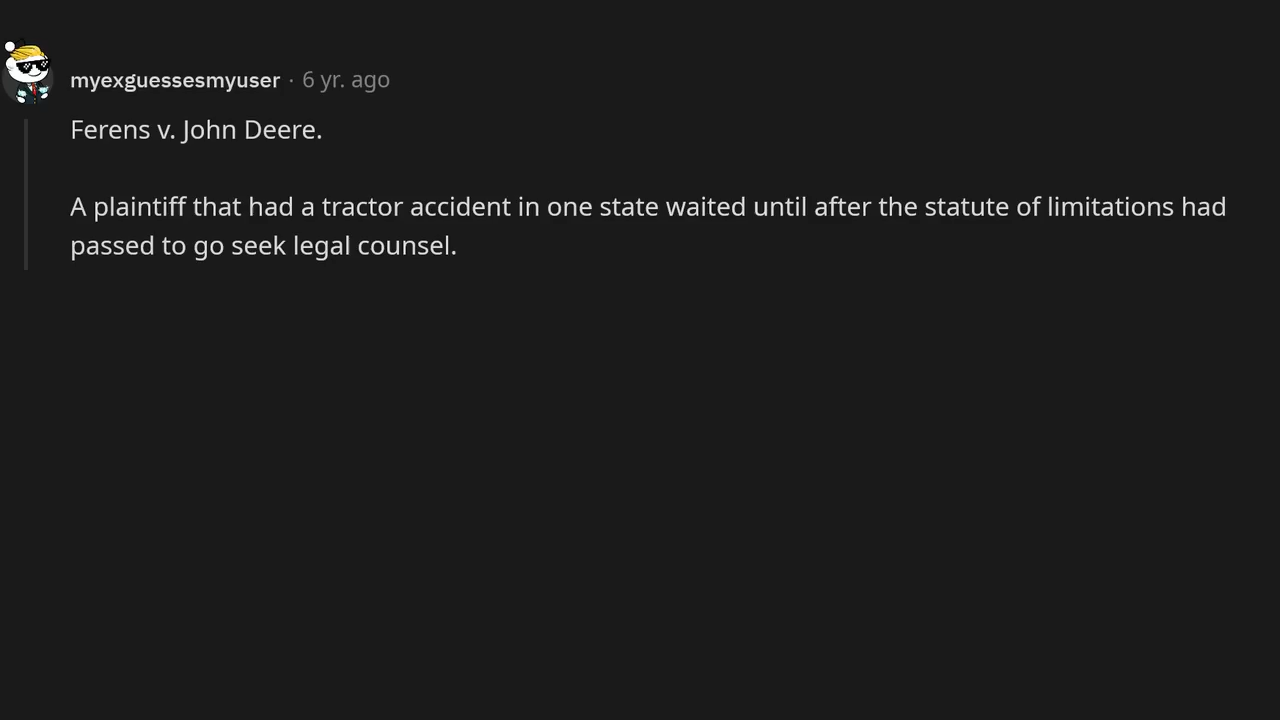 myexguessesmyuser · 6 yr. ago
Ferens v. John Deere.
A plaintiff that had a tractor accident in one state waited until after the statute of limitations had
passed to go seek legal counsel.